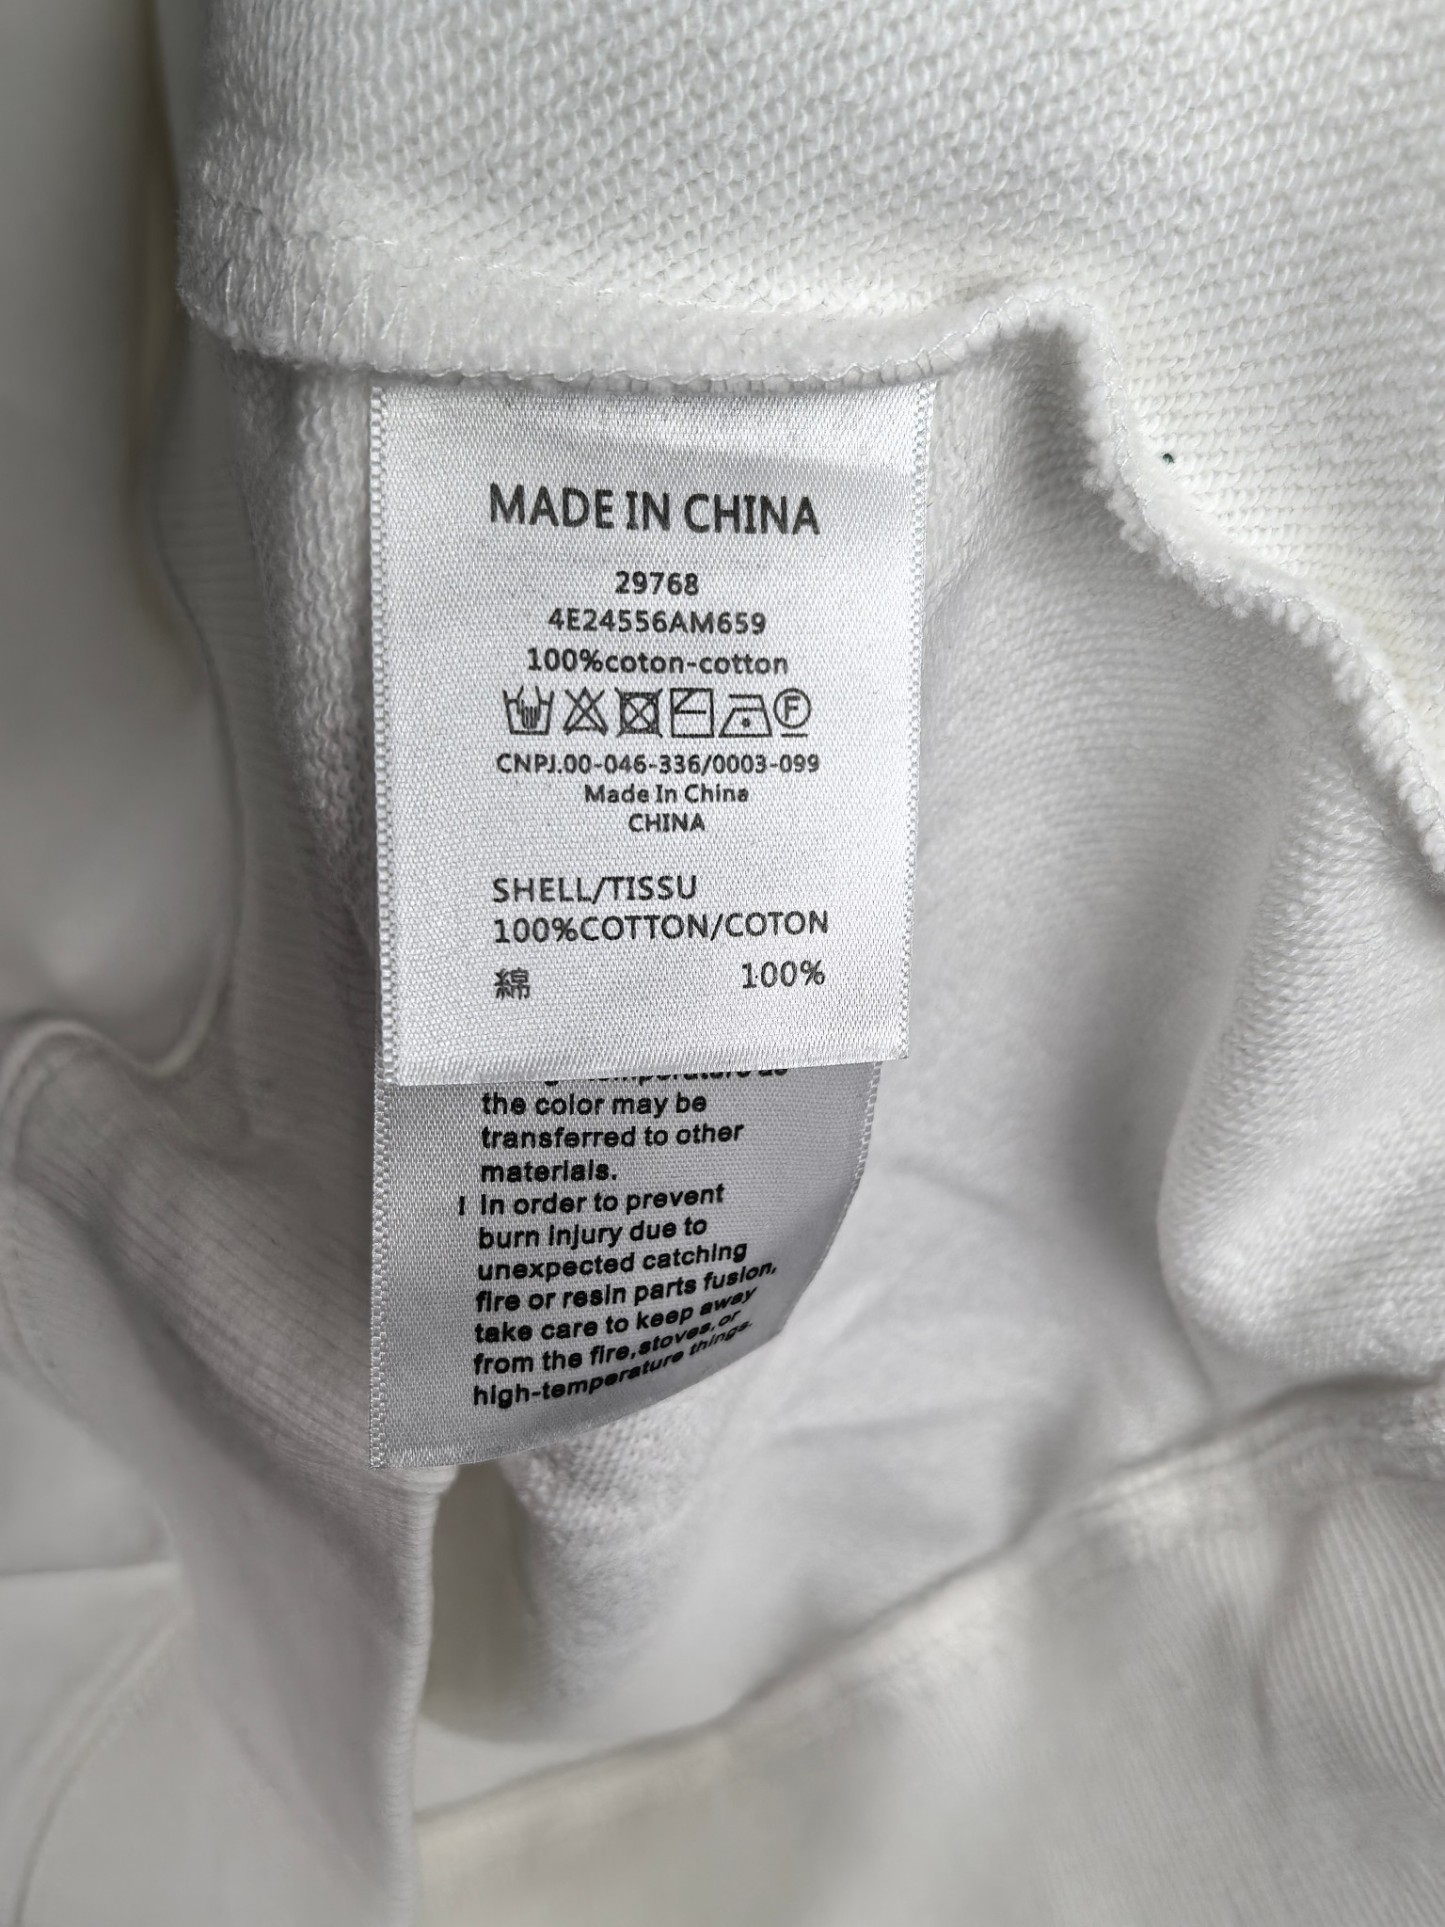 MADE IN CHINA
29768
4E24556AM659
100%coton-cotton
F
CNPJ.00-046-336/0003-099
Made In China
CHINA
SHELL/TISSU
100%COTTON/COTON
綿 100%
the color may be
transferred to other
materials.
! In order to prevent
burn injury due to
unexpected catching
fire or resin parts fusion,
take care to keep away
from the fire,stoves,or
high-temperature things.